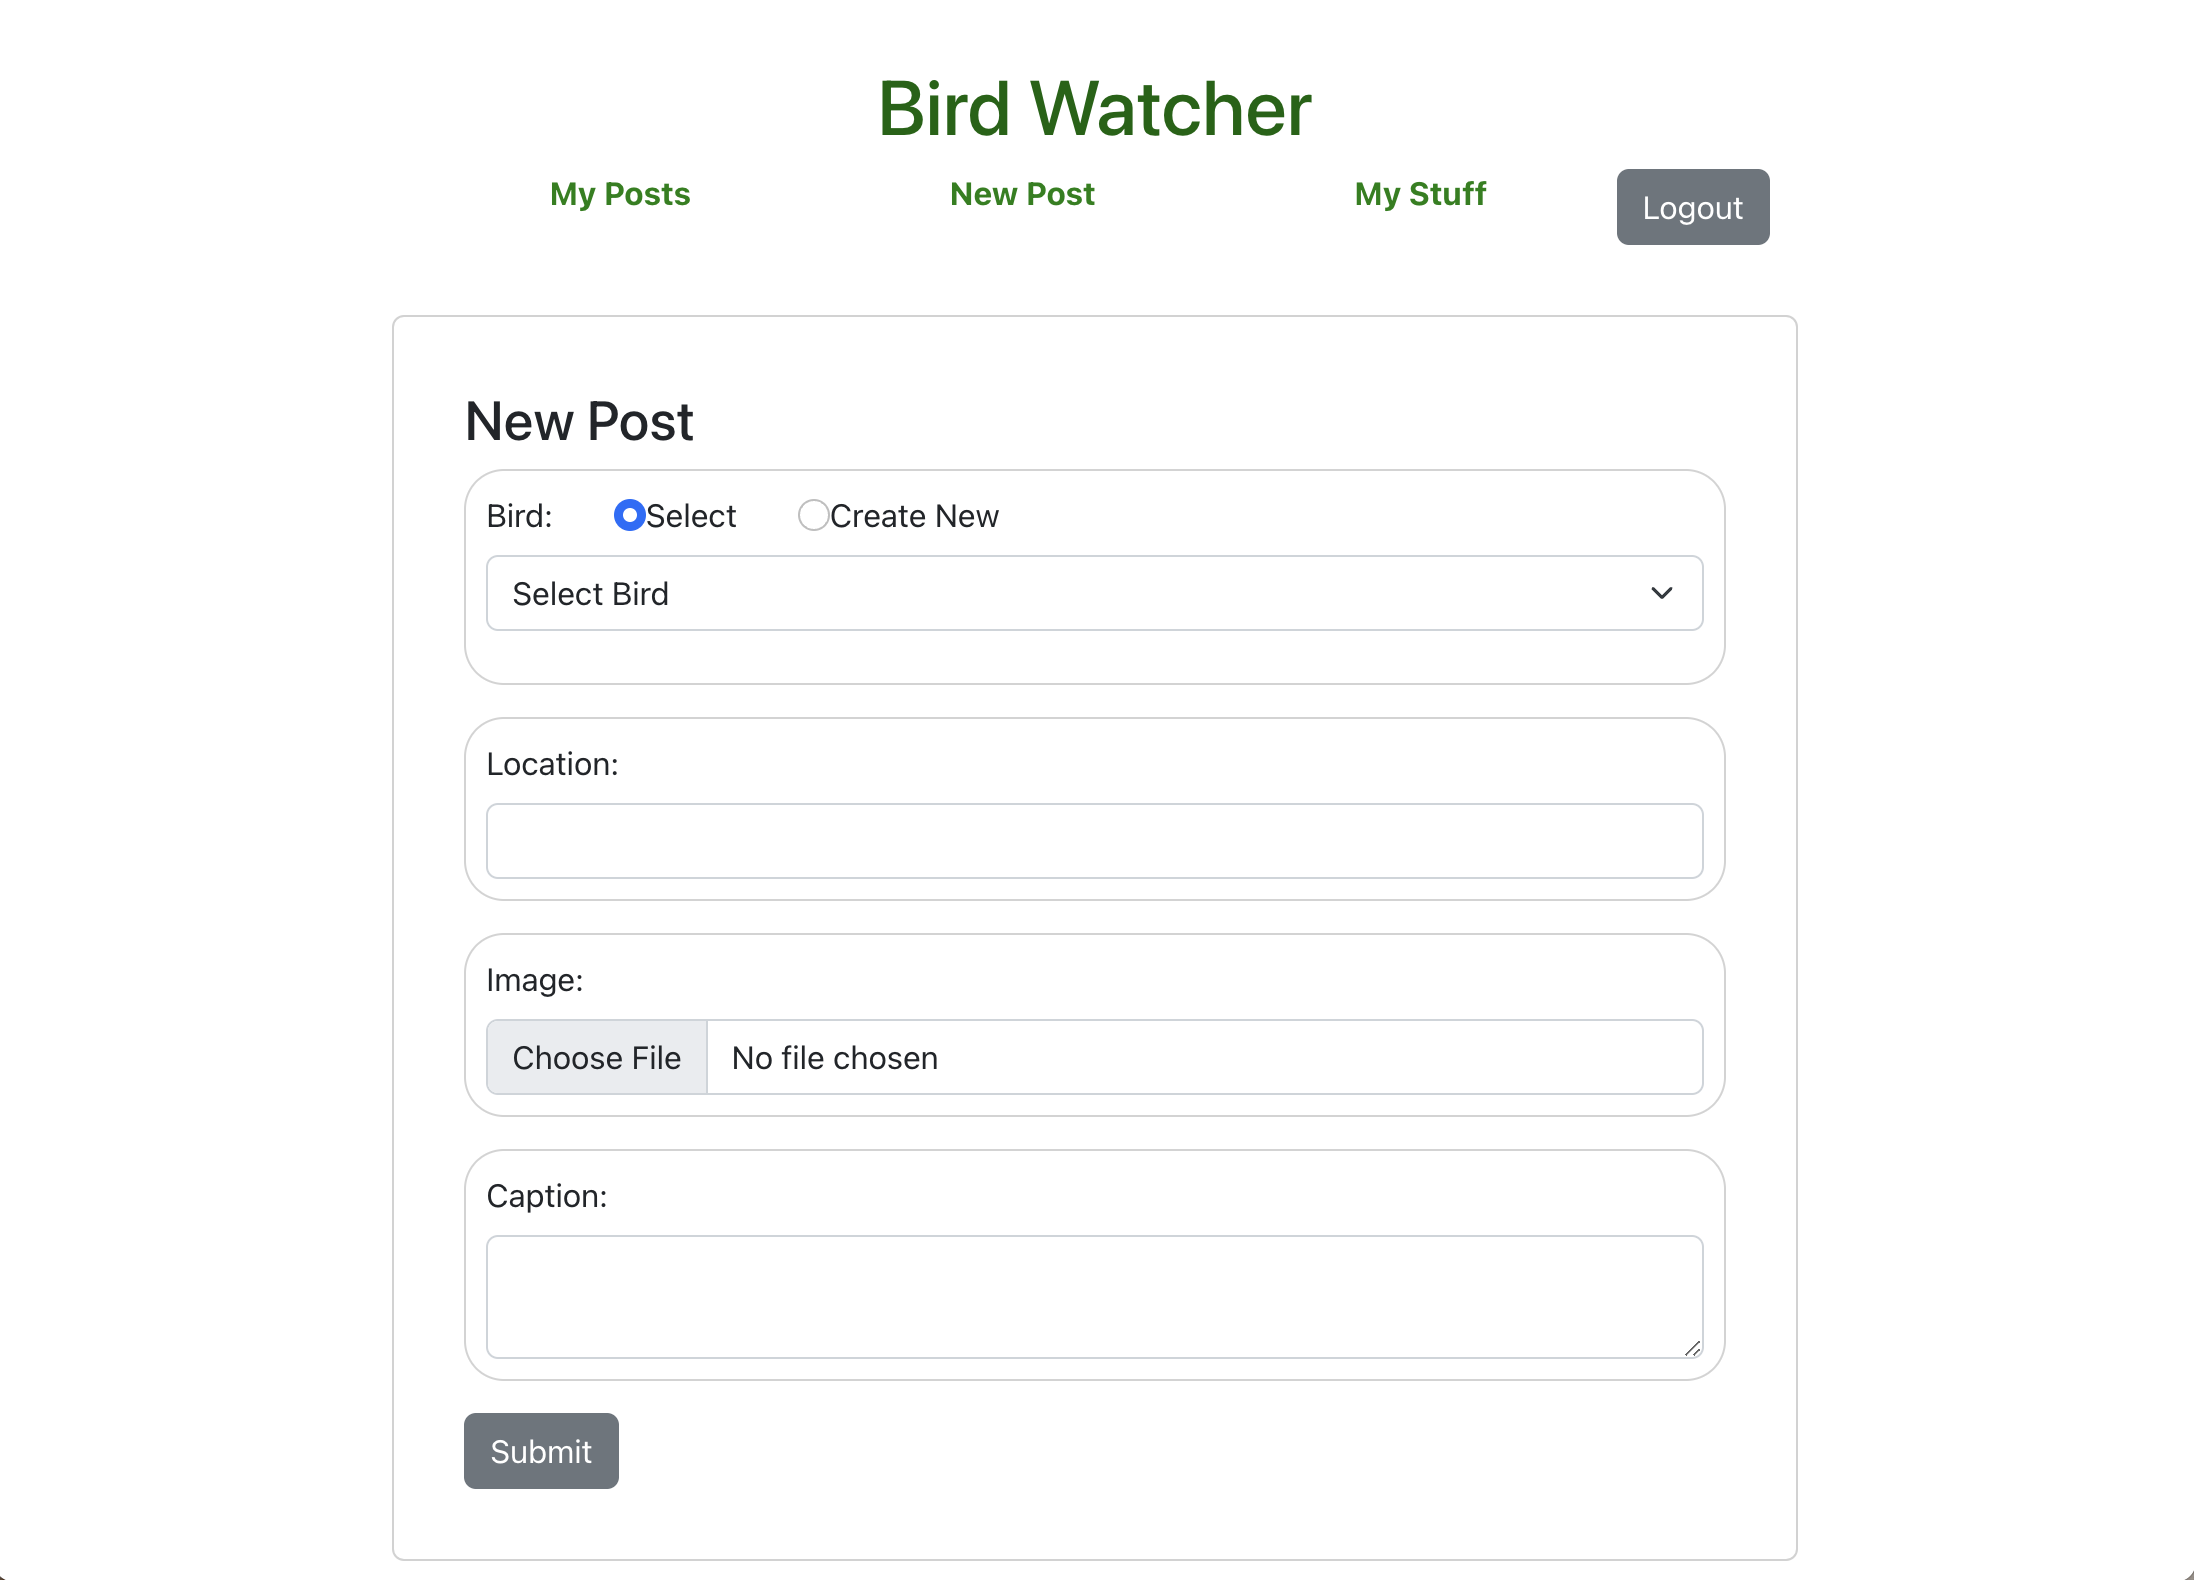 Bird Watcher
My Posts New Post My Stuff Logout
New Post
Bird: Select Create New
Select Bird
Location:
Image:
Choose File No file chosen
Caption:
Submit